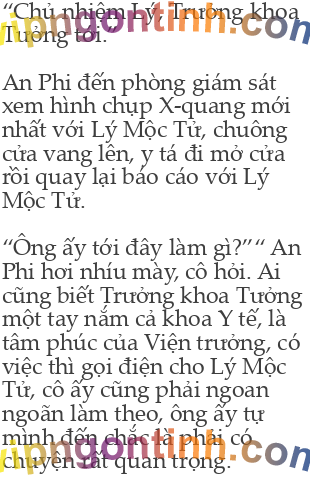 “Chủ nhiệm Lý, Trưởng khoa
Tưởng tới.”
An Phi đến phòng giám sát
xem hình chụp X-quang mới
nhất với Lý Mộc Tử, chuông
cửa vang lên, y tá đi mở cửa
rồi quay lại báo cáo với Lý
Mộc Tử.
“Ông ấy tới đây làm gì?”“ An
Phi hơi nhíu mày, cô hỏi. Ai
cũng biết Trưởng khoa Tưởng
một tay nắm cả khoa Y tế, là
tâm phúc của Viện trưởng, có
việc thì gọi điện cho Lý Mộc
Tử, cô ấy cũng phải ngoan
ngoãn làm theo, ông ấy tự
mình đến chắc là phải có
chuyện rất quan trọng.
vipngontinh.com
vipngontinh.com